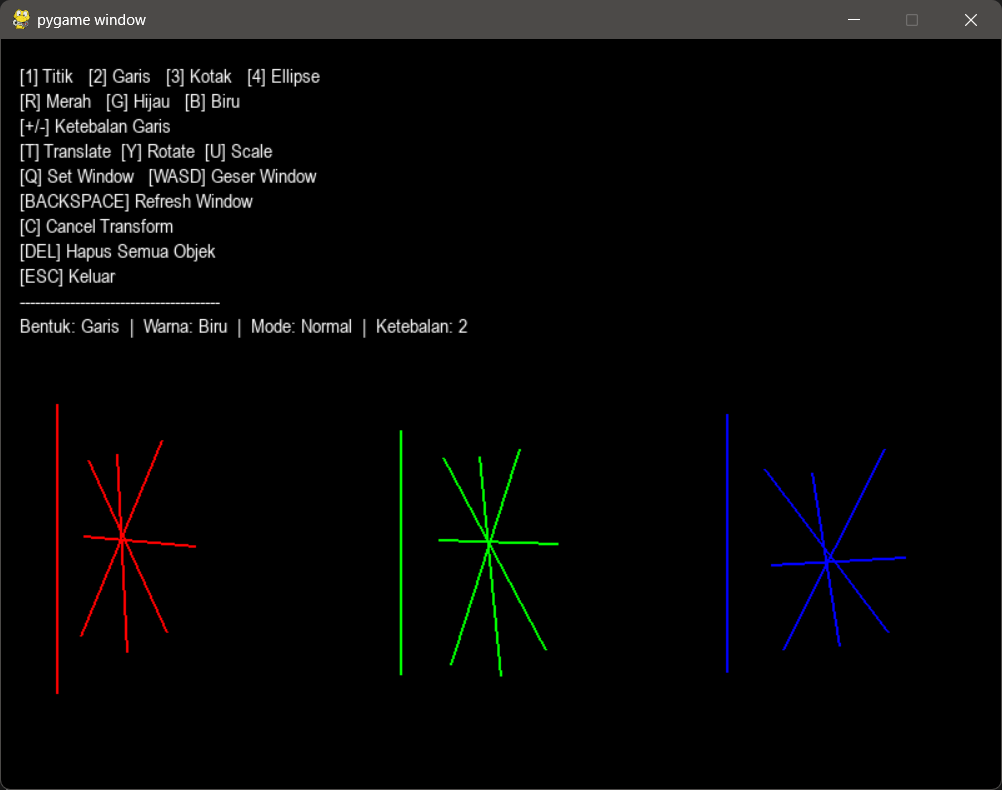 pygame window
[1] Titik   [2] Garis   [3] Kotak   [4] Ellipse
[R] Merah   [G] Hijau   [B] Biru
[+/-] Ketebalan Garis
[T] Translate  [Y] Rotate  [U] Scale
[Q] Set Window   [WASD] Geser Window
[BACKSPACE] Refresh Window
[C] Cancel Transform
[DEL] Hapus Semua Objek
[ESC] Keluar
----------------------------------------
Bentuk: Garis  |  Warna: Biru  |  Mode: Normal  |  Ketebalan: 2